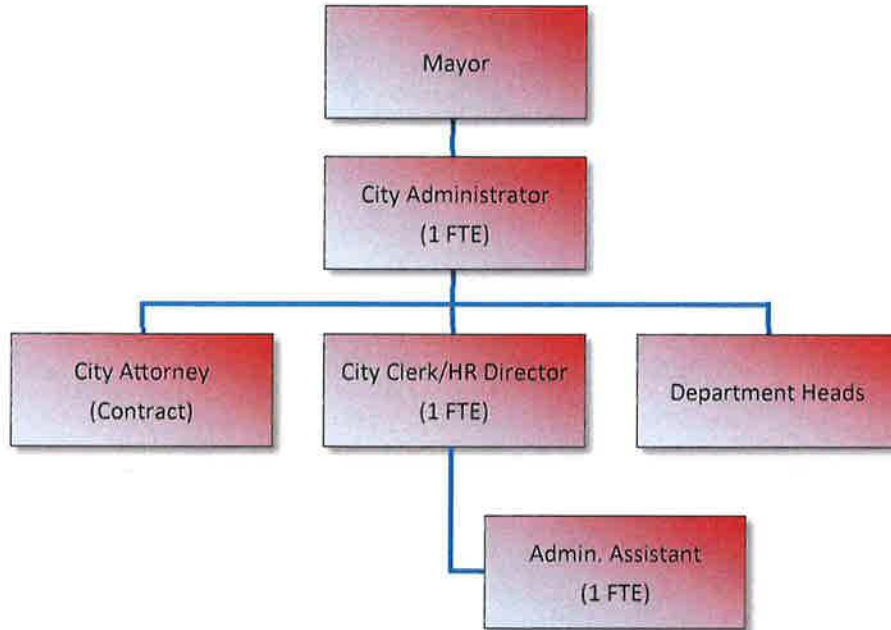 Mayor
City Administrator
(1 FTE)
City Attorney
(Contract)
City Clerk/HR Director
(1 FTE)
Department Heads
Admin. Assistant
(1 FTE)